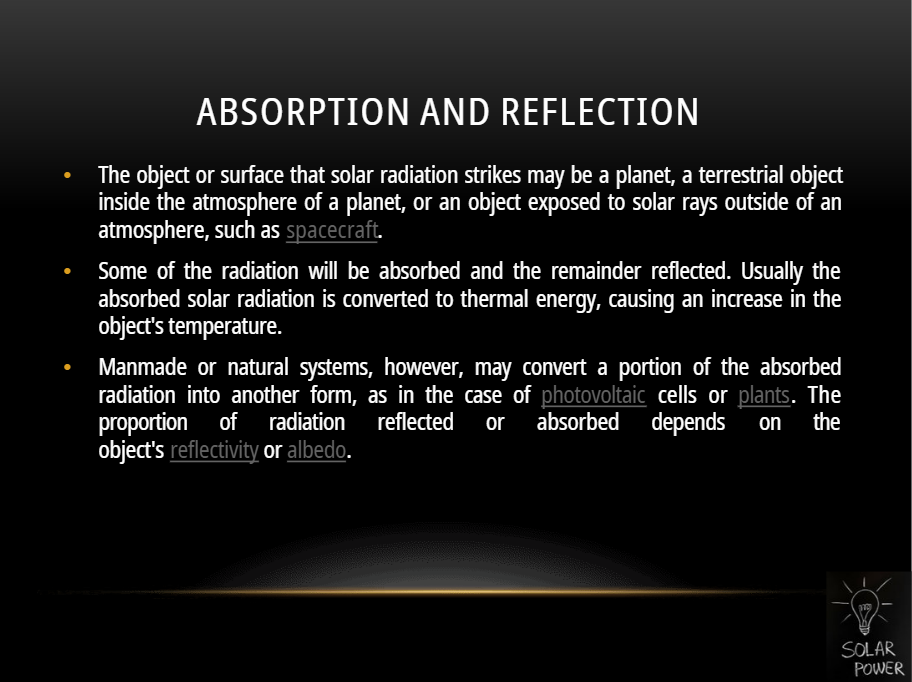 ABSORPTION AND REFLECTION
• The object or surface that solar radiation strikes may be a planet, a terrestrial object
inside the atmosphere of a planet, or an object exposed to solar rays outside of an
atmosphere, such as spacecraft.
• Some of the radiation will be absorbed and the remainder reflected. Usually the
absorbed solar radiation is converted to thermal energy, causing an increase in the
object's temperature.
• Manmade or natural systems, however, may convert a portion of the absorbed
radiation into another form, as in the case of photovoltaic cells or plants. The
proportion of radiation reflected or absorbed depends on the
object's reflectivity or albedo.
SOLAR
POWER